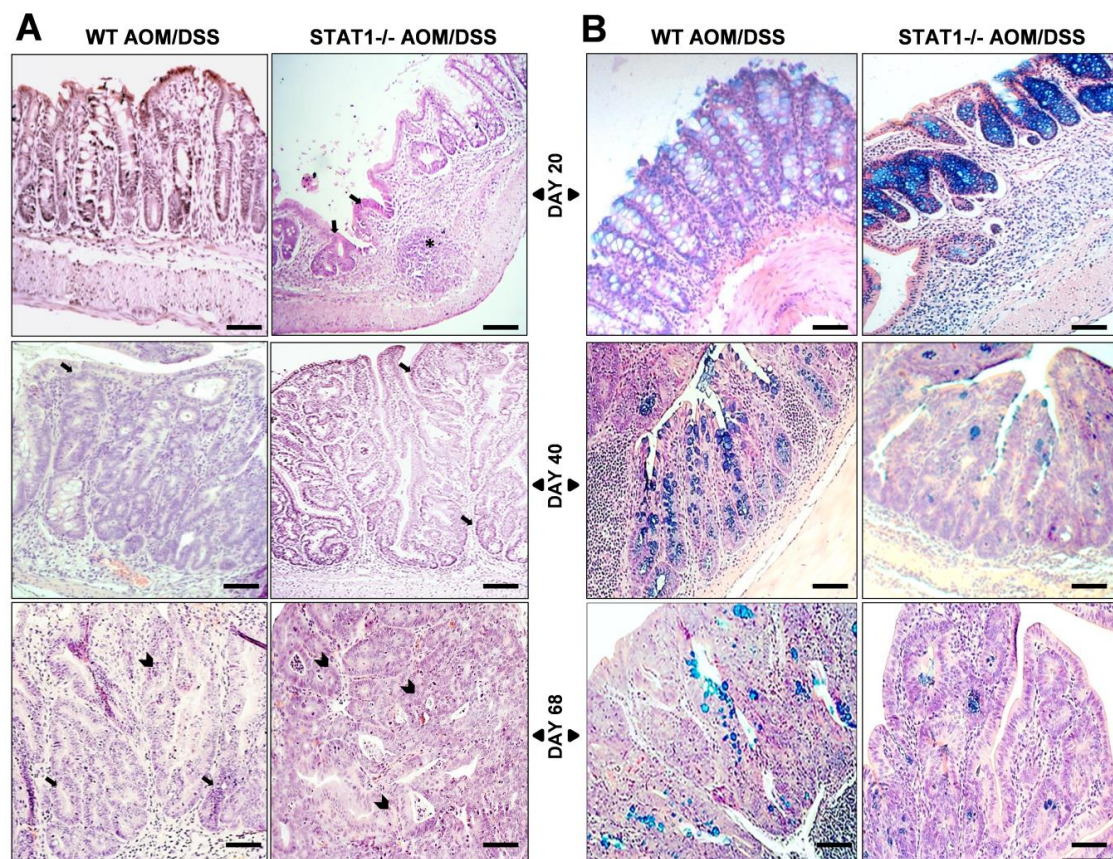 A
WT AOM/DSS
STAT1-/- AOM/DSS
B
WT AOM/DSS
STAT1-/- AOM/DSS
DAY 20
*
DAY 40
DAY 68